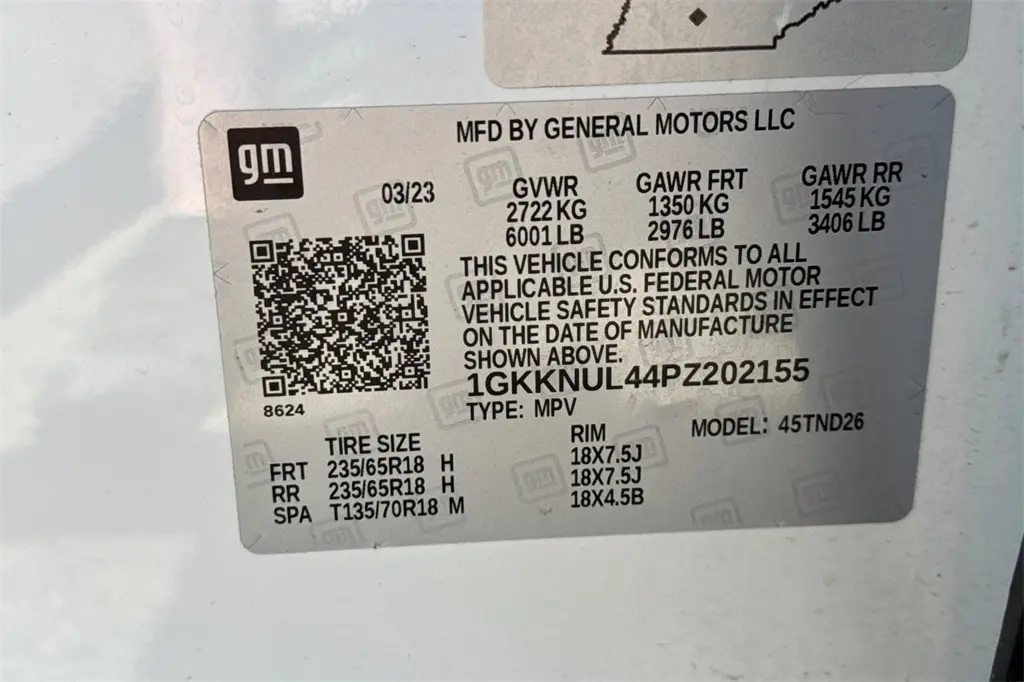 gm
MFD BY GENERAL MOTORS LLC
03/23
GVWR
2722 KG
6001 LB
GAWR FRT
1350 KG
2976 LB
GAWR RR
1545 KG
3406 LB
THIS VEHICLE CONFORMS TO ALL
APPLICABLE U.S. FEDERAL MOTOR
VEHICLE SAFETY STANDARDS IN EFFECT
ON THE DATE OF MANUFACTURE
SHOWN ABOVE.
1GKKNUL44PZ202155
8624
TYPE: MPV
MODEL: 45TND26
TIRE SIZE RIM
FRT 235/65R18 H 18X7.5J
RR 235/65R18 H 18X7.5J
SPA T135/70R18 M 18X4.5B